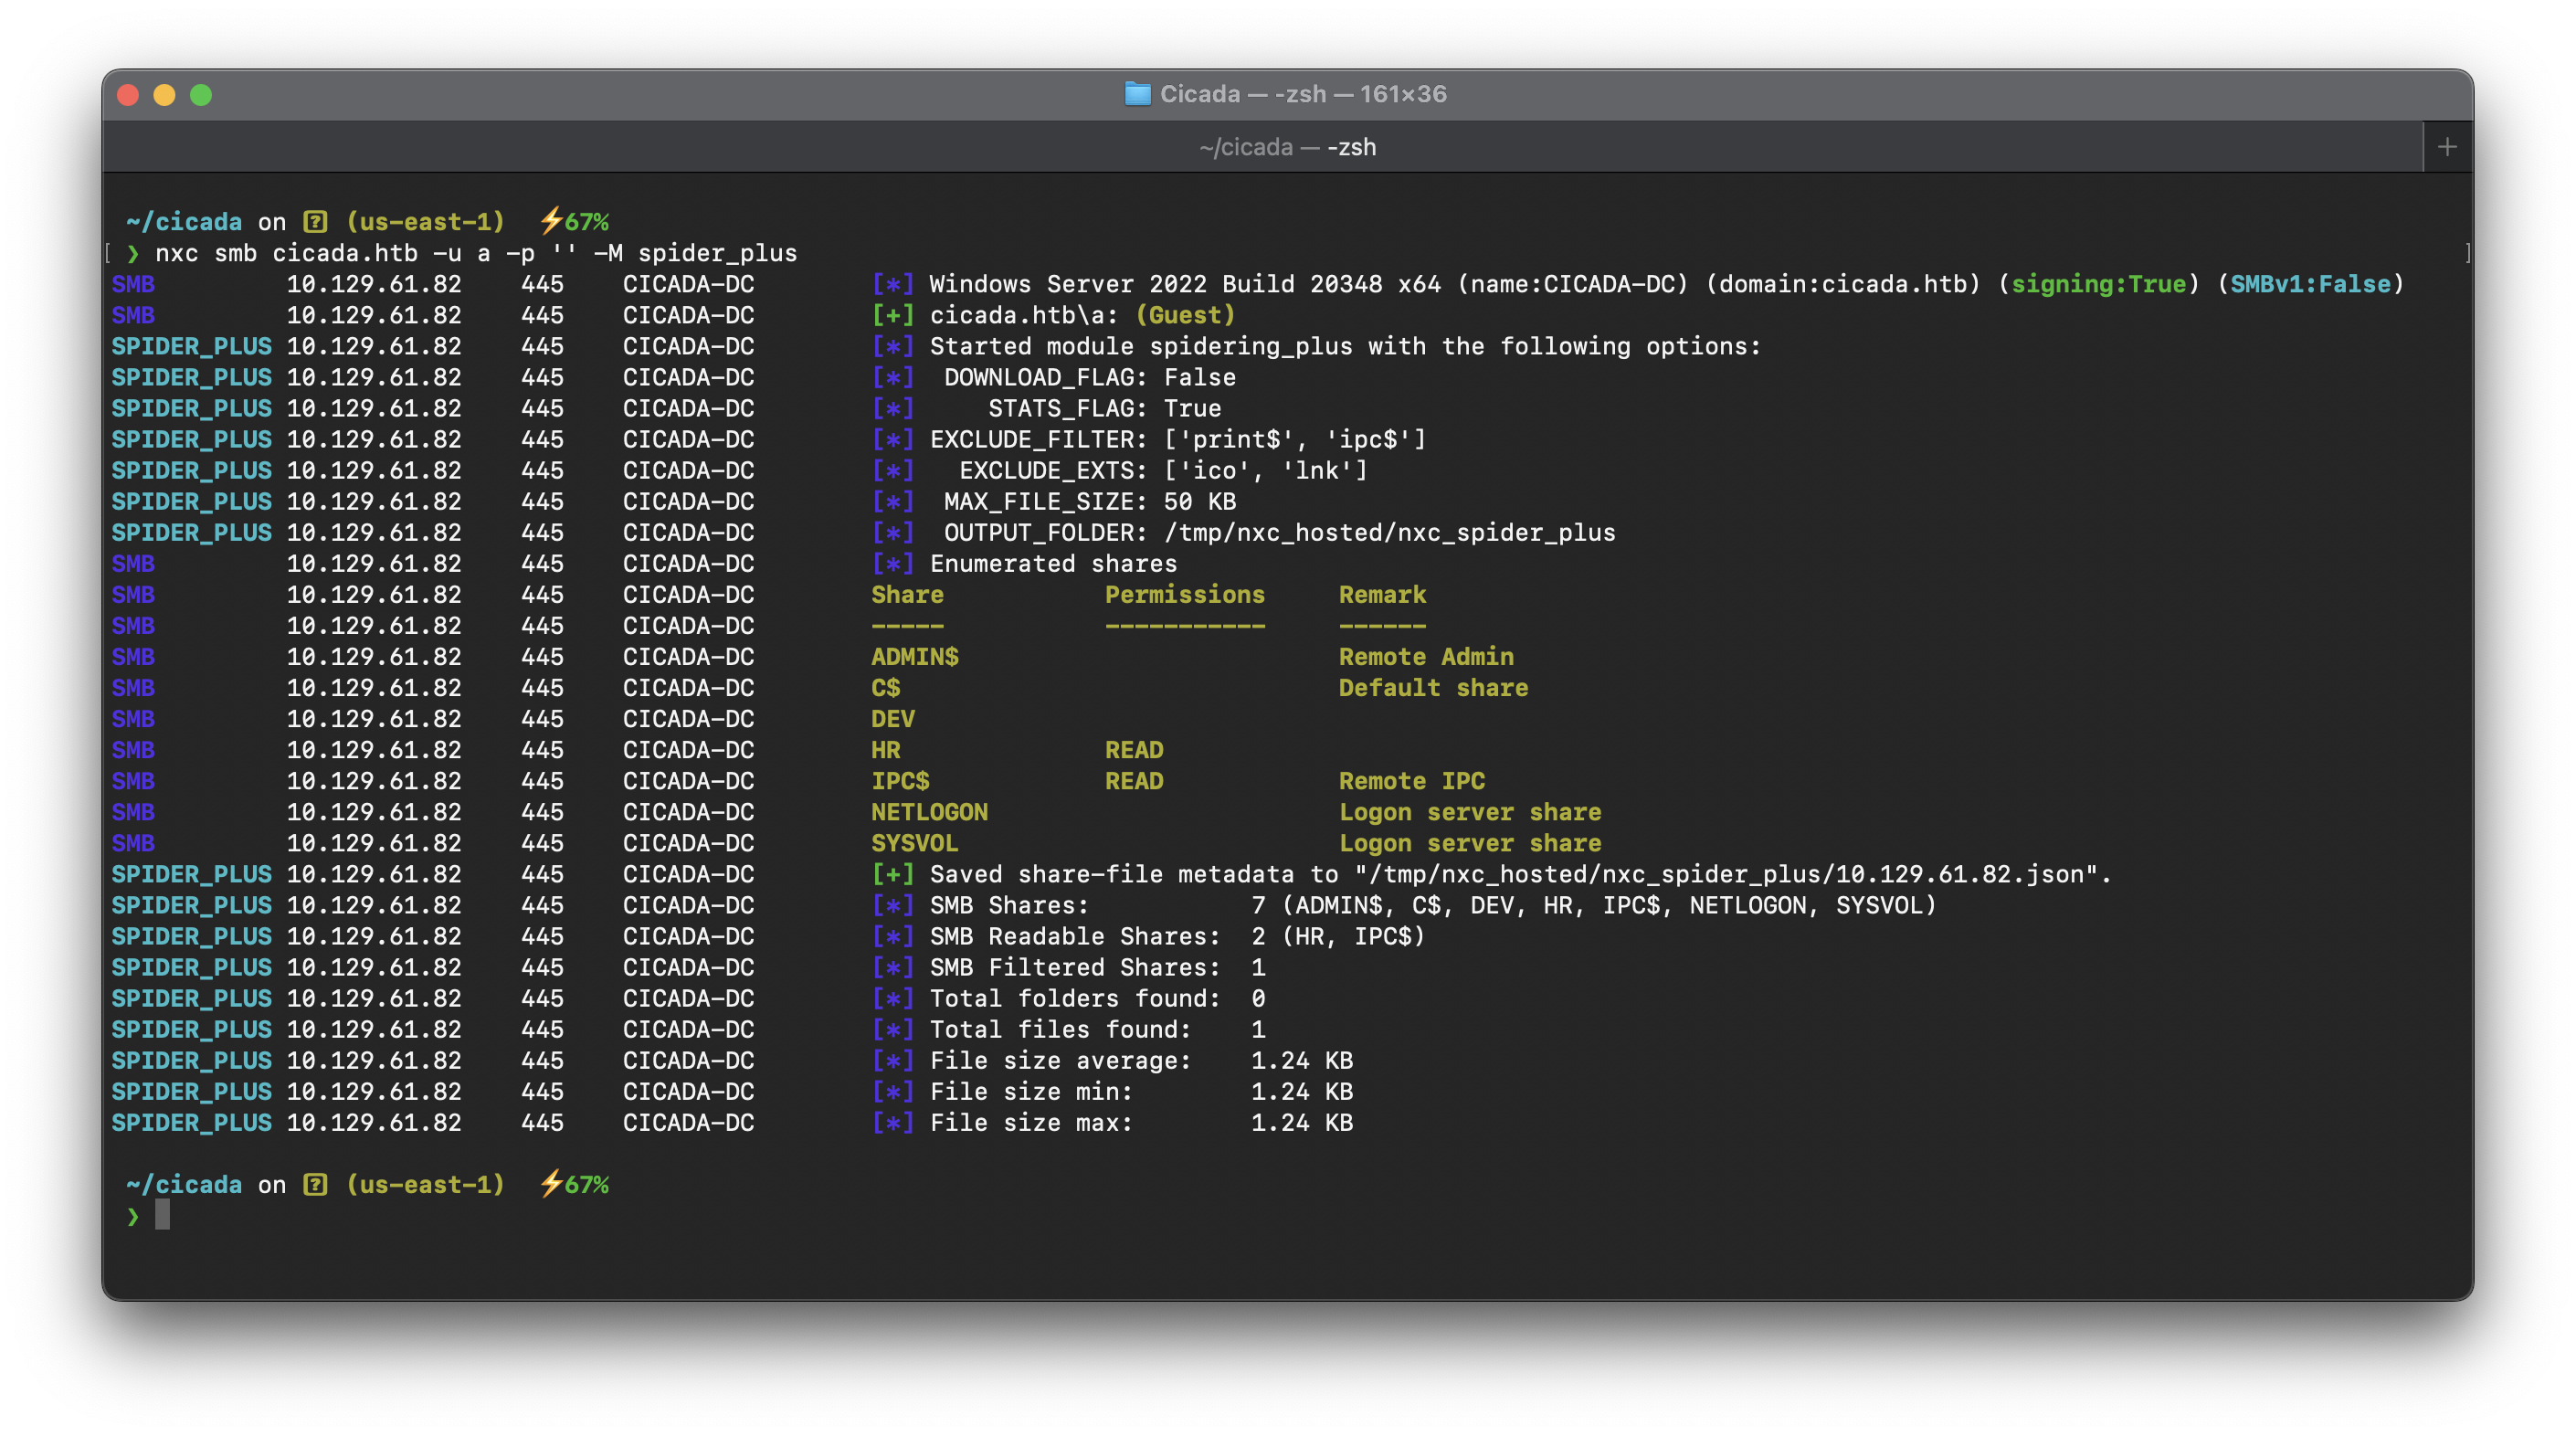 Cicada — -zsh — 161×36
~/cicada — -zsh
~/cicada on ? (us-east-1) ⚡67%
[ ❯ nxc smb cicada.htb -u a -p '' -M spider_plus ]
SMB 10.129.61.82 445 CICADA-DC [*] Windows Server 2022 Build 20348 x64 (name:CICADA-DC) (domain:cicada.htb) (signing:True) (SMBv1:False)
SMB 10.129.61.82 445 CICADA-DC [+] cicada.htb\a: (Guest)
SPIDER_PLUS 10.129.61.82 445 CICADA-DC [*] Started module spidering_plus with the following options:
SPIDER_PLUS 10.129.61.82 445 CICADA-DC [*] DOWNLOAD_FLAG: False
SPIDER_PLUS 10.129.61.82 445 CICADA-DC [*] STATS_FLAG: True
SPIDER_PLUS 10.129.61.82 445 CICADA-DC [*] EXCLUDE_FILTER: ['print$', 'ipc$']
SPIDER_PLUS 10.129.61.82 445 CICADA-DC [*] EXCLUDE_EXTS: ['ico', 'lnk']
SPIDER_PLUS 10.129.61.82 445 CICADA-DC [*] MAX_FILE_SIZE: 50 KB
SPIDER_PLUS 10.129.61.82 445 CICADA-DC [*] OUTPUT_FOLDER: /tmp/nxc_hosted/nxc_spider_plus
SMB 10.129.61.82 445 CICADA-DC [*] Enumerated shares
SMB 10.129.61.82 445 CICADA-DC Share Permissions Remark
SMB 10.129.61.82 445 CICADA-DC ----- ----------- ------
SMB 10.129.61.82 445 CICADA-DC ADMIN$ Remote Admin
SMB 10.129.61.82 445 CICADA-DC C$ Default share
SMB 10.129.61.82 445 CICADA-DC DEV
SMB 10.129.61.82 445 CICADA-DC HR READ
SMB 10.129.61.82 445 CICADA-DC IPC$ READ Remote IPC
SMB 10.129.61.82 445 CICADA-DC NETLOGON Logon server share
SMB 10.129.61.82 445 CICADA-DC SYSVOL Logon server share
SPIDER_PLUS 10.129.61.82 445 CICADA-DC [+] Saved share-file metadata to "/tmp/nxc_hosted/nxc_spider_plus/10.129.61.82.json".
SPIDER_PLUS 10.129.61.82 445 CICADA-DC [*] SMB Shares: 7 (ADMIN$, C$, DEV, HR, IPC$, NETLOGON, SYSVOL)
SPIDER_PLUS 10.129.61.82 445 CICADA-DC [*] SMB Readable Shares: 2 (HR, IPC$)
SPIDER_PLUS 10.129.61.82 445 CICADA-DC [*] SMB Filtered Shares: 1
SPIDER_PLUS 10.129.61.82 445 CICADA-DC [*] Total folders found: 0
SPIDER_PLUS 10.129.61.82 445 CICADA-DC [*] Total files found: 1
SPIDER_PLUS 10.129.61.82 445 CICADA-DC [*] File size average: 1.24 KB
SPIDER_PLUS 10.129.61.82 445 CICADA-DC [*] File size min: 1.24 KB
SPIDER_PLUS 10.129.61.82 445 CICADA-DC [*] File size max: 1.24 KB
~/cicada on ? (us-east-1) ⚡67%
❯